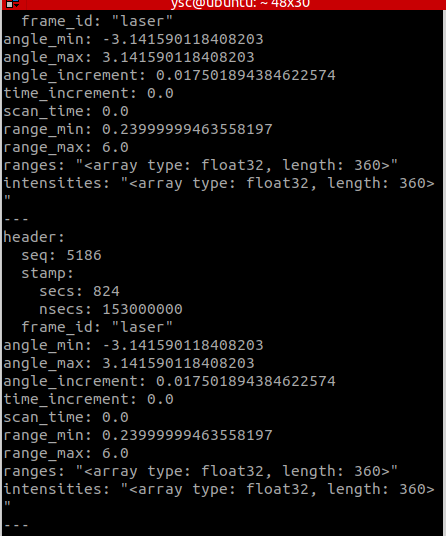 ysc@ubuntu: ~ 48x30
  frame_id: "laser"
angle_min: -3.141590118408203
angle_max: 3.141590118408203
angle_increment: 0.017501894384622574
time_increment: 0.0
scan_time: 0.0
range_min: 0.23999999463558197
range_max: 6.0
ranges: "<array type: float32, length: 360>"
intensities: "<array type: float32, length: 360>
"
---
header:
  seq: 5186
  stamp:
    secs: 824
    nsecs: 153000000
  frame_id: "laser"
angle_min: -3.141590118408203
angle_max: 3.141590118408203
angle_increment: 0.017501894384622574
time_increment: 0.0
scan_time: 0.0
range_min: 0.23999999463558197
range_max: 6.0
ranges: "<array type: float32, length: 360>"
intensities: "<array type: float32, length: 360>
"
---